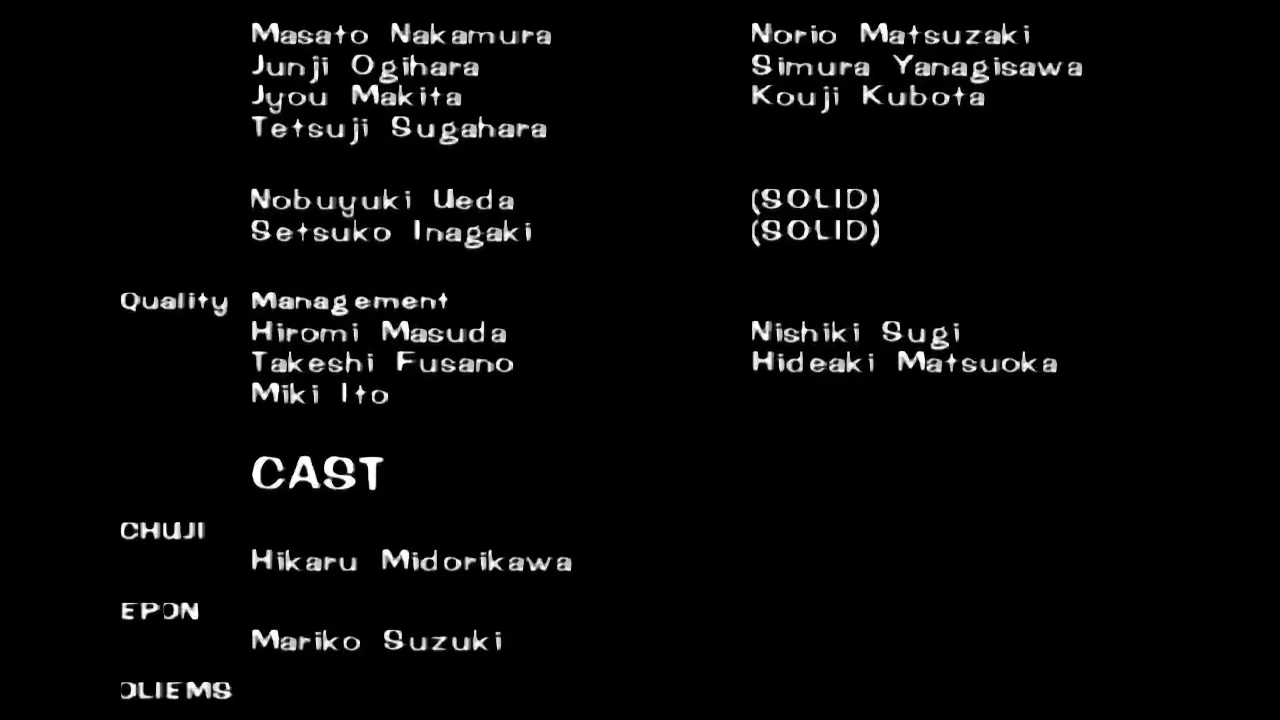 Masato Nakamura Norio Matsuzaki
Junji Ogihara Simura Yanagisawa
Jyou Makita Kouji Kubota
Tetsuji Sugahara
Nobuyuki Ueda (SOLID)
Setsuko Inagaki (SOLID)
Quality Management
Hiromi Masuda Nishiki Sugi
Takeshi Fusano Hideaki Matsuoka
Miki Ito
CAST
CHUJI
Hikaru Midorikawa
EPON
Mariko Suzuki
OLIEMS